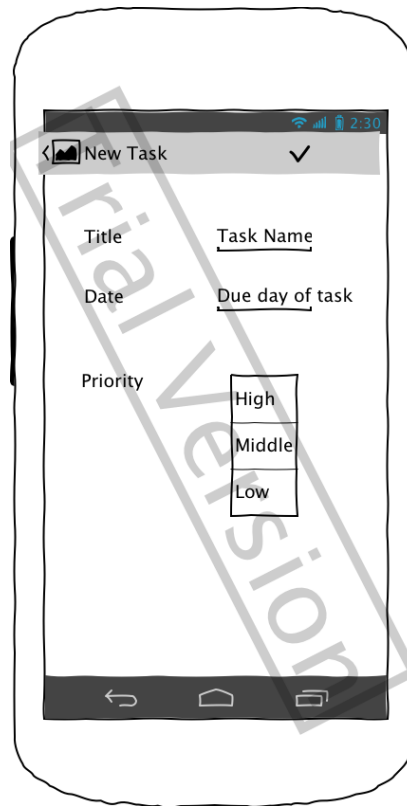 2:30
New Task
Title Task Name
Date Due day of task
Priority
High
Middle
Low
Trial Version